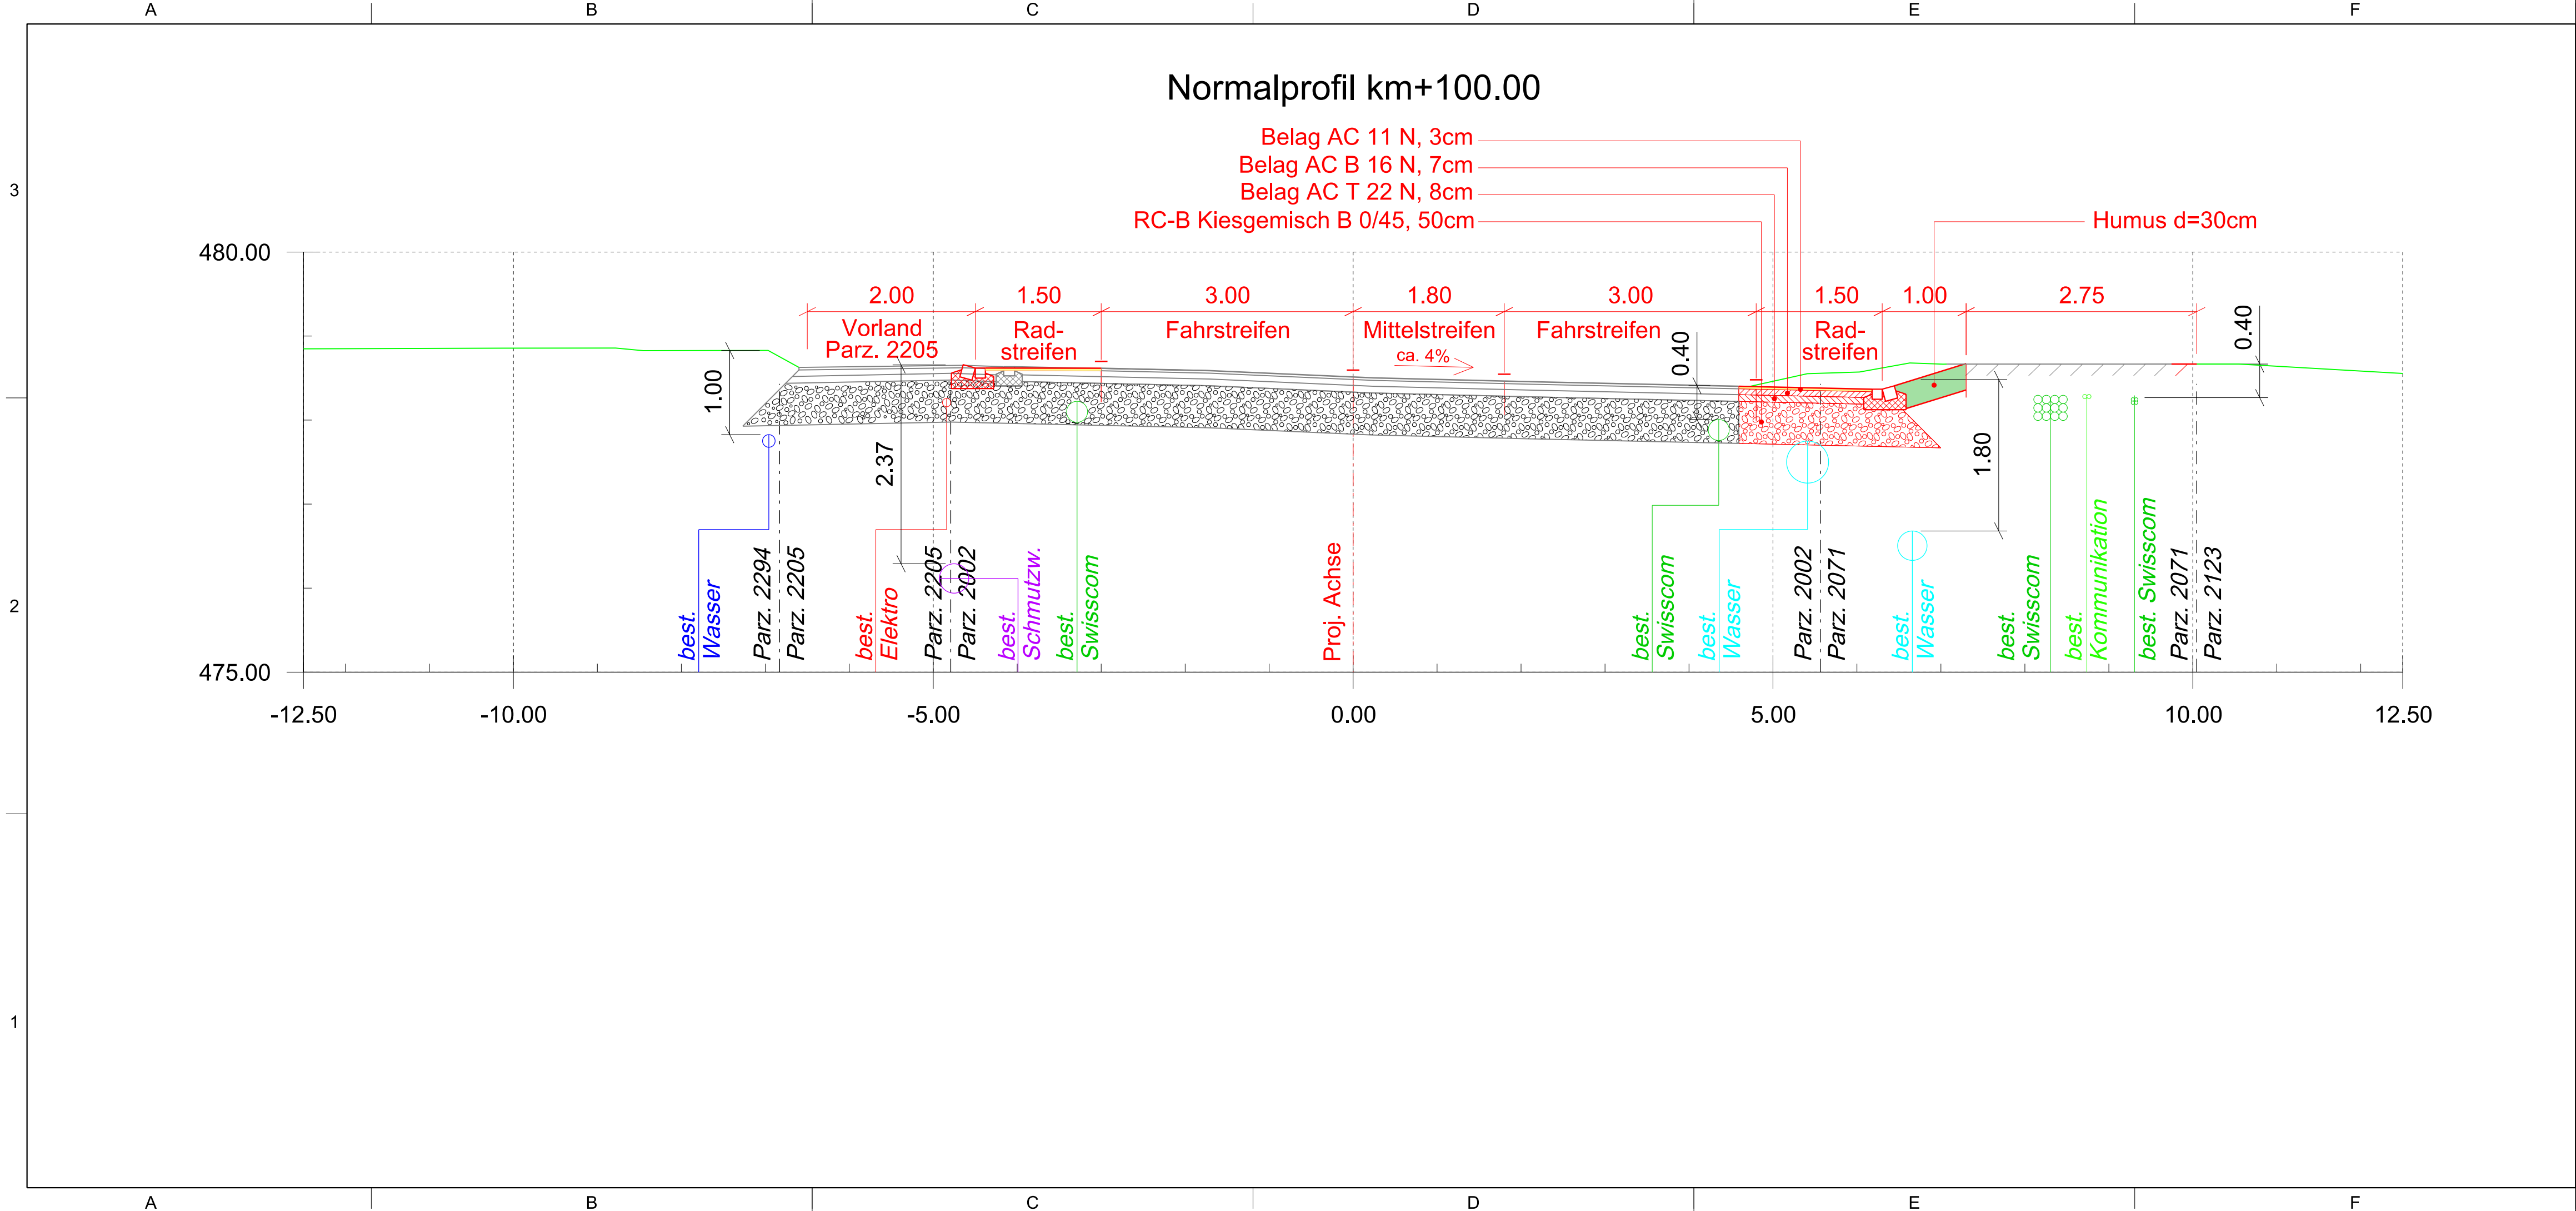 A B C D E F
3
2
1
Normalprofil km+100.00
Belag AC 11 N, 3cm
Belag AC B 16 N, 7cm
Belag AC T 22 N, 8cm
RC-B Kiesgemisch B 0/45, 50cm
Humus d=30cm
480.00
2.00 1.50 3.00 1.80 3.00 1.50 1.00 2.75
Vorland
Parz. 2205
Rad-
streifen
Fahrstreifen
Mittelstreifen
ca. 4%
Fahrstreifen
Rad-
streifen
1.00
2.37
0.40
1.80
0.40
best.
Wasser
Parz. 2294
Parz. 2205
best.
Elektro
Parz. 2205
Parz. 2002
best.
Schmutzw.
best.
Swisscom
Proj. Achse
best.
Swisscom
best.
Wasser
Parz. 2002
Parz. 2071
best.
Wasser
best.
Swisscom
best.
Kommunikation
best. Swisscom
Parz. 2071
Parz. 2123
475.00
-12.50 -10.00 -5.00 0.00 5.00 10.00 12.50
A B C D E F